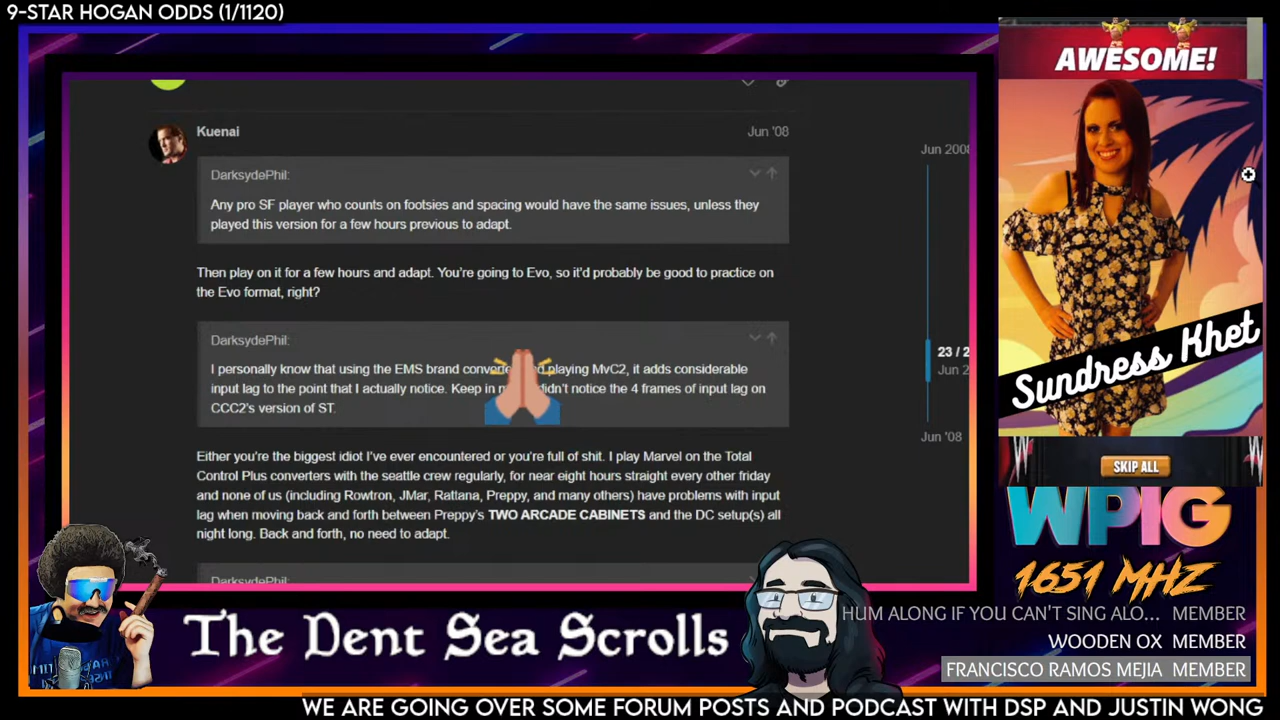 9-STAR HOGAN ODDS (1/1120)
Kuenai
Jun '08
DarksydePhil:
Any pro SF player who counts on footsies and spacing would have the same issues, unless they
played this version for a few hours previous to adapt.
Then play on it for a few hours and adapt. You're going to Evo, so it'd probably be good to practice on
the Evo format, right?
DarksydePhil:
I personally know that using the EMS brand playing MvC2, it adds considerable
input lag to the point that I actually notice. Keep in didn't notice the 4 frames of input lag on
CCC2's version of ST.
Either you're the biggest idiot I've ever encountered or you're full of shit. I play Marvel on the Total
Control Plus converters with the seattle crew regularly, for near eight hours straight every other friday
and none of us (including Rowtron, JMar, Rattana, Preppy, and many others) have problems with input
lag when moving back and forth between Preppy's TWO ARCADE CABINETS and the DC setup(s) all
night long. Back and forth, no need to adapt.
DarksydePhil:
Jun 2008
23 / 2
Jun 2
Jun '08
AWESOME!
Sundress Khet
SKIP ALL
WPIG
1651 MHZ
HUM ALONG IF YOU CAN'T SING ALO... MEMBER
WOODEN OX MEMBER
FRANCISCO RAMOS MEJIA MEMBER
The Dent Sea Scrolls
WE ARE GOING OVER SOME FORUM POSTS AND PODCAST WITH DSP AND JUSTIN WONG